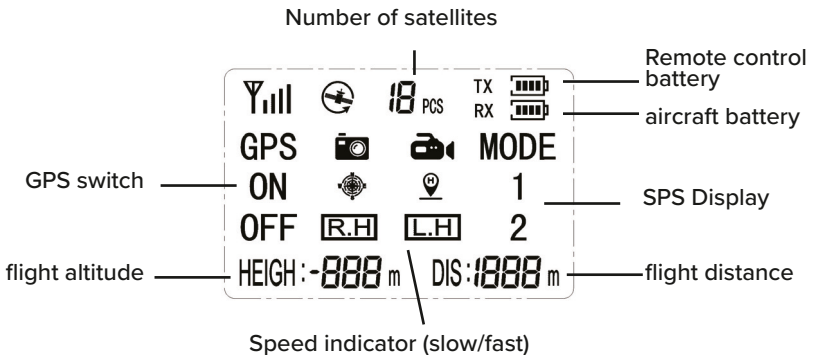 Number of satellites
Remote control
battery
18 PCS
TX
RX
aircraft battery
GPS
MODE
GPS switch
ON
1
SPS Display
OFF
R.H
L.H
2
flight altitude
HEIGH:-888 m
DIS:1888 m
flight distance
Speed indicator (slow/fast)